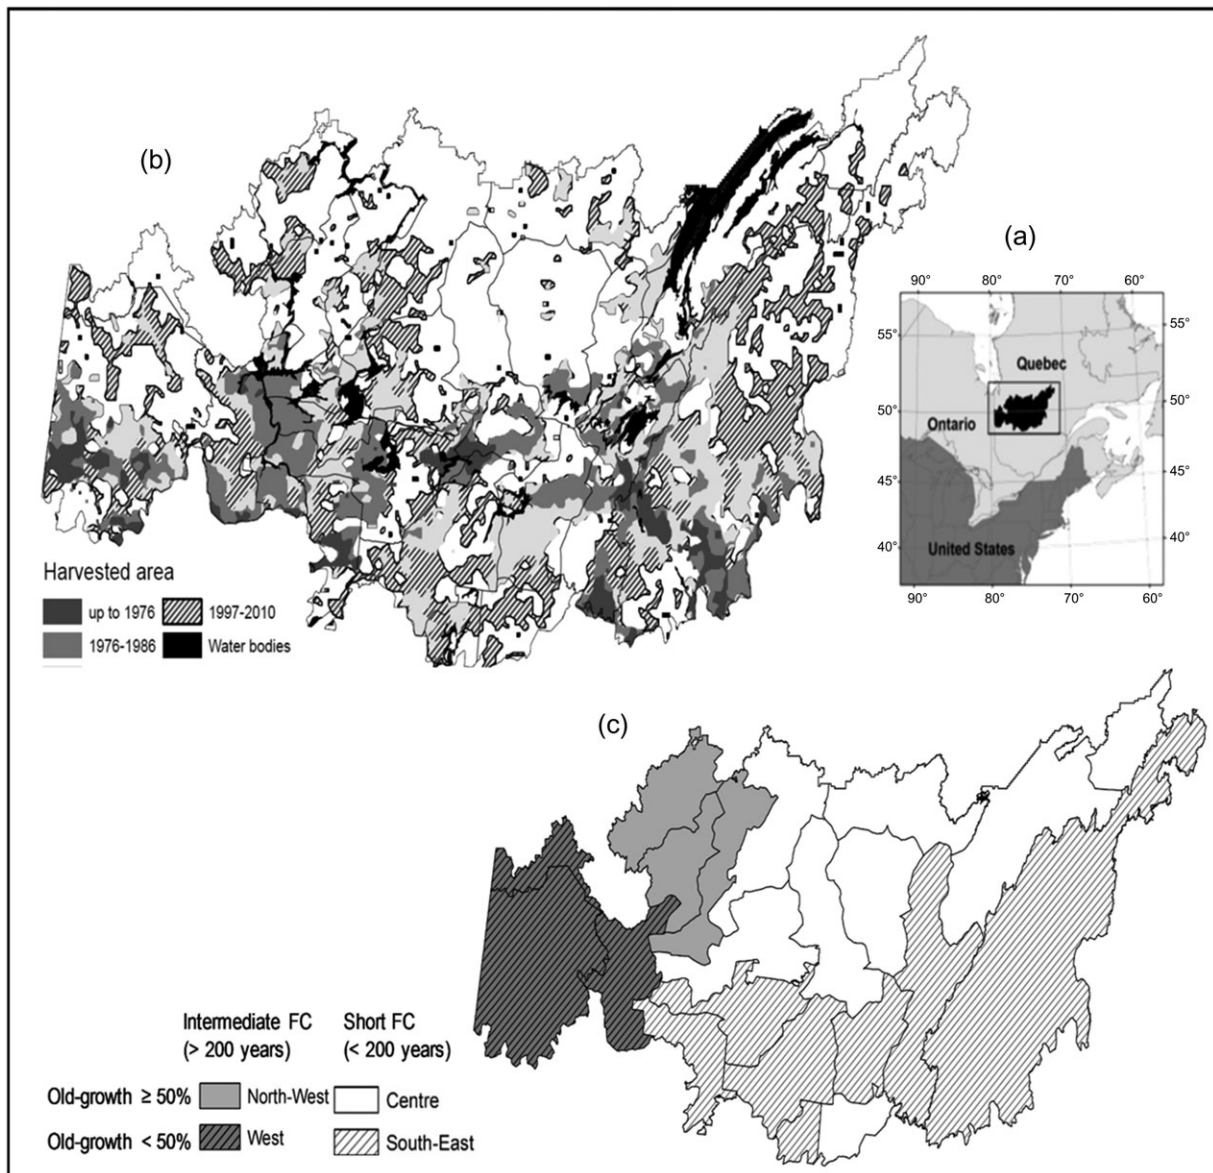 (b)
(a)
90° 80° 70° 60°
55° 55°
Quebec
50° 50°
Ontario
45° 45°
40° United States 40°
90° 80° 70° 60°
Harvested area
up to 1976 1997-2010
1976-1986 Water bodies
(c)
Intermediate FC Short FC
(> 200 years) (< 200 years)
Old-growth ≥ 50% North-West Centre
Old-growth < 50% West South-East